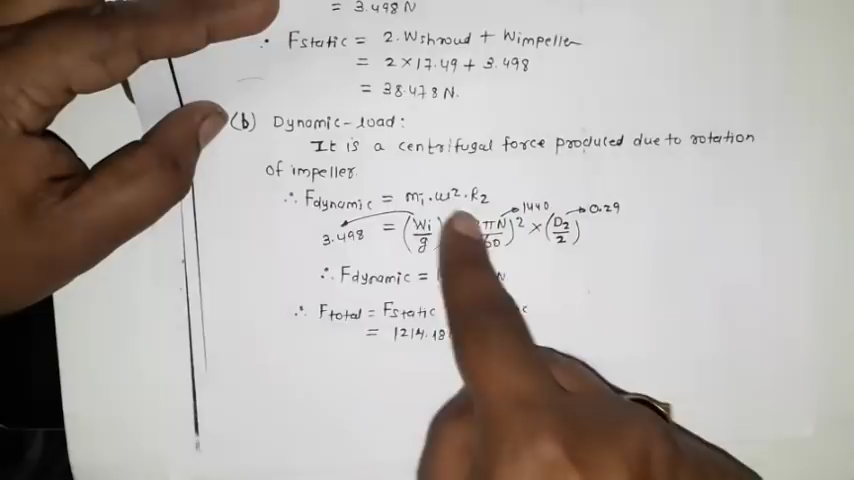 = 3.498 N
∴ Fstatic = 2.Wshroud + Wimpeller
= 2 × 17.49 + 3.498
= 38.478 N.
(b) Dynamic-load:
It is a centrifugal force produced due to rotation
of impeller.
∴ Fdynamic = mi.ω².R2
3.498 = (Wi/g) πN/60)² × (D2/2) 1440 0.29
∴ Fdynamic = N
∴ Ftotal = Fstatic
= 1214.18